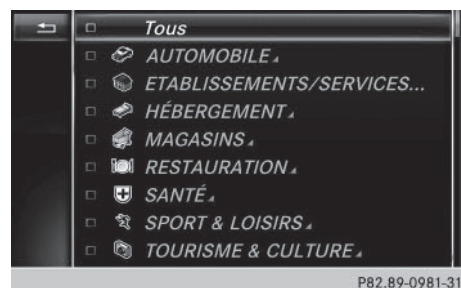 Tous
AUTOMOBILE
ETABLISSEMENTS/SERVICES...
HÉBERGEMENT
MAGASINS
RESTAURATION
SANTÉ
SPORT & LOISIRS
TOURISME & CULTURE
P82.89-0981-31